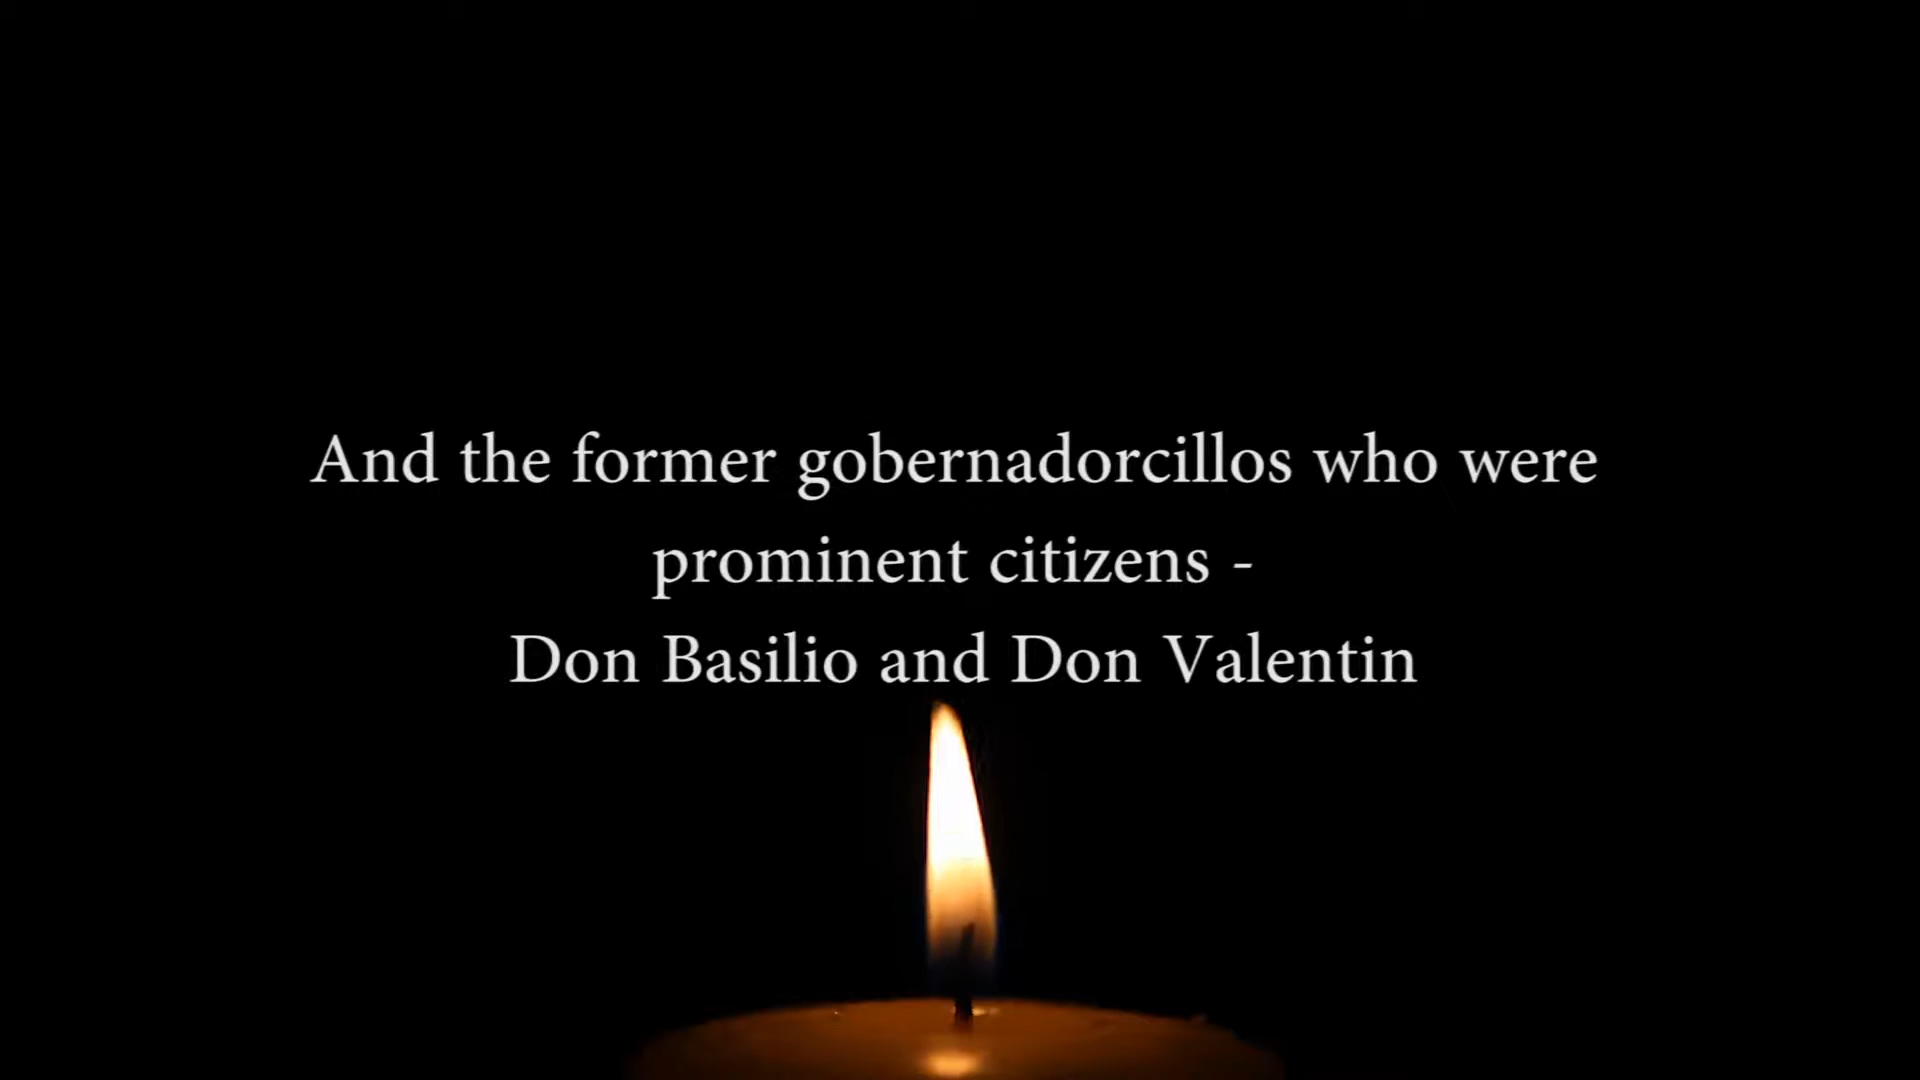 And the former gobernadorcillos who were
prominent citizens -
Don Basilio and Don Valentin